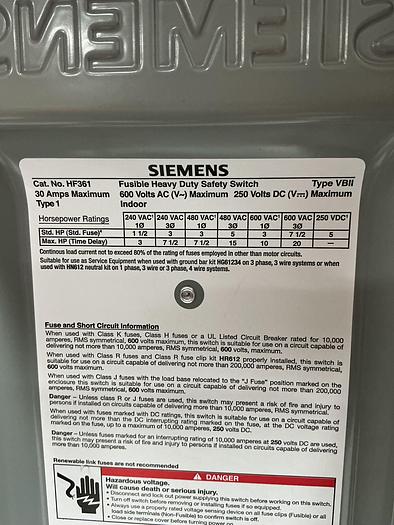 SIEMENS
SIEMENS
Cat. No. HF361 Fusible Heavy Duty Safety Switch Type VBII
30 Amps Maximum 600 Volts AC (V~) Maximum 250 Volts DC (V⎓) Maximum
Type 1 Indoor
Horsepower Ratings 240 VAC¹ 1Ø 240 VAC 3Ø 480 VAC¹ 1Ø 480 VAC 3Ø 600 VAC¹ 1Ø 600 VAC 3Ø 250 VDC¹
Std. HP (Std. Fuse)⁴ 1 1/2 3 3 5 3 7 1/2 5
Max. HP (Time Delay) 3 7 1/2 7 1/2 15 10 20 —
Continous load current not to exceed 80% of the rating of fuses employed in other than motor circuits.
Suitable for use as Service Equipment when used with ground bar kit HG61234 on 3 phase, 3 wire systems or when
used with HN612 neutral kit on 1 phase, 3 wire or 3 phase, 4 wire systems.
Fuse and Short Circuit Information
When used with Class K fuses, Class H fuses or a UL Listed Circuit Breaker rated for 10,000
amperes, RMS symmetrical, 600 volts maximum, this switch is suitable for use on a circuit capable of
delivering not more than 10,000 amperes, RMS symmetrical, 600 volts, maximum.
When used with Class R fuses and Class R fuse clip kit HR612 properly installed, this switch is
suitable for use on a circuit capable of delivering not more than 200,000 amperes, RMS symmetrical,
600 volts maximum.
When used with Class J fuses with the load base relocated to the "J Fuse" position marked on the
enclosure this switch is suitable for use on a circuit capable of delivering not more than 200,000
amperes, RMS symmetrical, 600 volts maximum.
Danger – Unless class R or J fuses are used, this switch may present a risk of fire and injury to
persons if installed on circuits capable of delivering more than 10,000 amperes, RMS symmetrical.
When used with fuses marked with DC ratings, this switch is suitable for use on a circuit capable of
delivering not more than the DC interrupting rating marked on the fuse, at the DC voltage rating
marked on the fuse, up to a maximum of 10,000 amperes, 250 volts DC.
Danger – Unless fuses marked for an interrupting rating of 10,000 amperes at 250 volts DC are used,
this switch may present a risk of fire and injury to persons if installed on circuits capable of delivering
more than 10,000 amperes.
Renewable link fuses are not recommended
DANGER
Hazardous voltage.
Will cause death or serious injury.
• Disconnect and lock out power supplying this switch before working on this switch.
• Turn off switch before removing or installing fuses if so equipped.
• Always use a properly rated voltage sensing device on all fuse clips (Fusible) or all
load side terminals (Non-Fusible) to confirm switch is off.
• Close or replace cover before turning power on